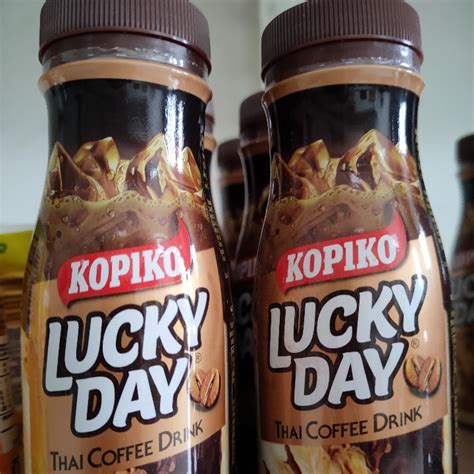 KOPIKO
LUCKY
DAY
THAI COFFEE DRINK
KOPIKO
LUCKY
DAY®
THAI COFFEE DRINK